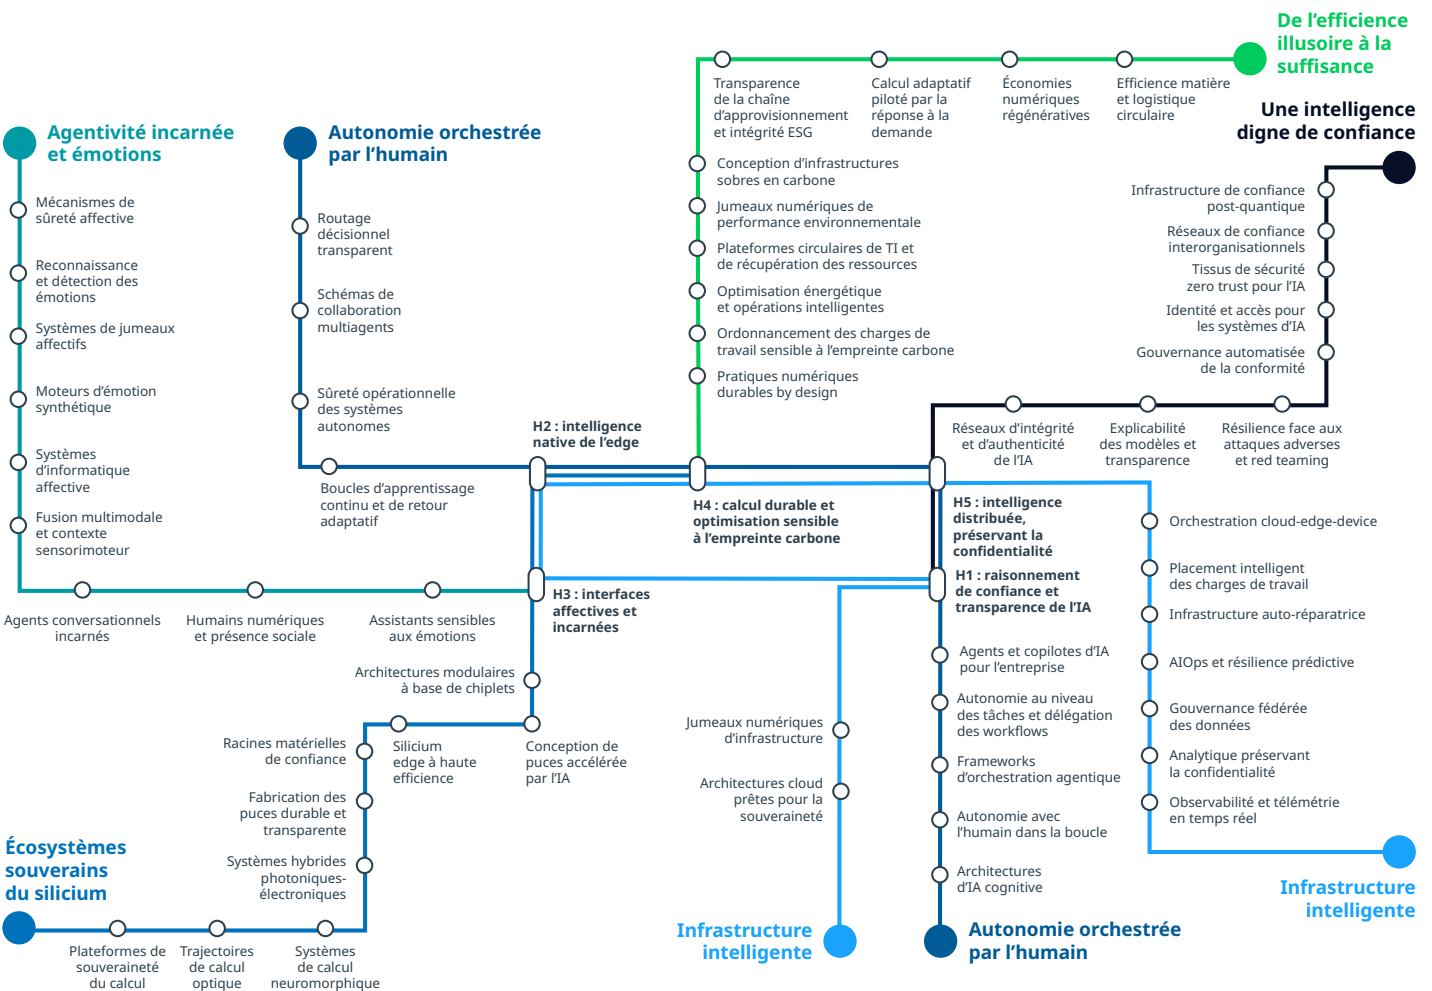 De l’efficience
illusoire à la
suffisance
Transparence
de la chaîne
d’approvisionnement
et intégrité ESG
Calcul adaptatif
piloté par la
réponse à la
demande
Économies
numériques
régénératives
Efficience matière
et logistique
circulaire
Une intelligence
digne de confiance
Agentivité incarnée
et émotions
Autonomie orchestrée
par l’humain
Conception d’infrastructures
sobres en carbone
Jumeaux numériques de
performance environnementale
Plateformes circulaires de TI et
de récupération des ressources
Optimisation énergétique
et opérations intelligentes
Ordonnancement des charges de
travail sensible à l’empreinte carbone
Pratiques numériques
durables by design
Infrastructure de confiance
post-quantique
Réseaux de confiance
interorganisationnels
Tissus de sécurité
zero trust pour l’IA
Identité et accès pour
les systèmes d’IA
Gouvernance automatisée
de la conformité
Réseaux d’intégrité
et d’authenticité
de l’IA
Explicabilité
des modèles et
transparence
Résilience face aux
attaques adverses
et red teaming
Mécanismes de
sûreté affective
Reconnaissance
et détection des
émotions
Systèmes de jumeaux
affectifs
Moteurs d’émotion
synthétique
Systèmes
d’informatique
affective
Fusion multimodale
et contexte
sensorimoteur
Routage
décisionnel
transparent
Schémas de
collaboration
multiagents
Sûreté opérationnelle
des systèmes
autonomes
Boucles d’apprentissage
continu et de retour
adaptatif
H2 : intelligence
native de l’edge
H4 : calcul durable et
optimisation sensible
à l’empreinte carbone
H5 : intelligence
distribuée,
préservant la
confidentialité
H1 : raisonnement
de confiance et
transparence de l’IA
H3 : interfaces
affectives et
incarnées
Agents conversationnels
incarnés
Humains numériques
et présence sociale
Assistants sensibles
aux émotions
Orchestration cloud-edge-device
Placement intelligent
des charges de travail
Infrastructure auto-réparatrice
AIOps et résilience prédictive
Gouvernance fédérée
des données
Analytique préservant
la confidentialité
Observabilité et télémétrie
en temps réel
Infrastructure
intelligente
Agents et copilotes d’IA
pour l’entreprise
Autonomie au niveau
des tâches et délégation
des workflows
Frameworks
d’orchestration agentique
Autonomie avec
l’humain dans la boucle
Architectures
d’IA cognitive
Autonomie orchestrée
par l’humain
Jumeaux numériques
d’infrastructure
Architectures cloud
prêtes pour la
souveraineté
Infrastructure
intelligente
Architectures modulaires
à base de chiplets
Silicium
edge à haute
efficience
Conception de
puces accélérée
par l’IA
Racines matérielles
de confiance
Fabrication des
puces durable et
transparente
Systèmes hybrides
photoniques-
électroniques
Écosystèmes
souverains
du silicium
Plateformes de
souveraineté
du calcul
Trajectoires
de calcul
optique
Systèmes
de calcul
neuromorphique